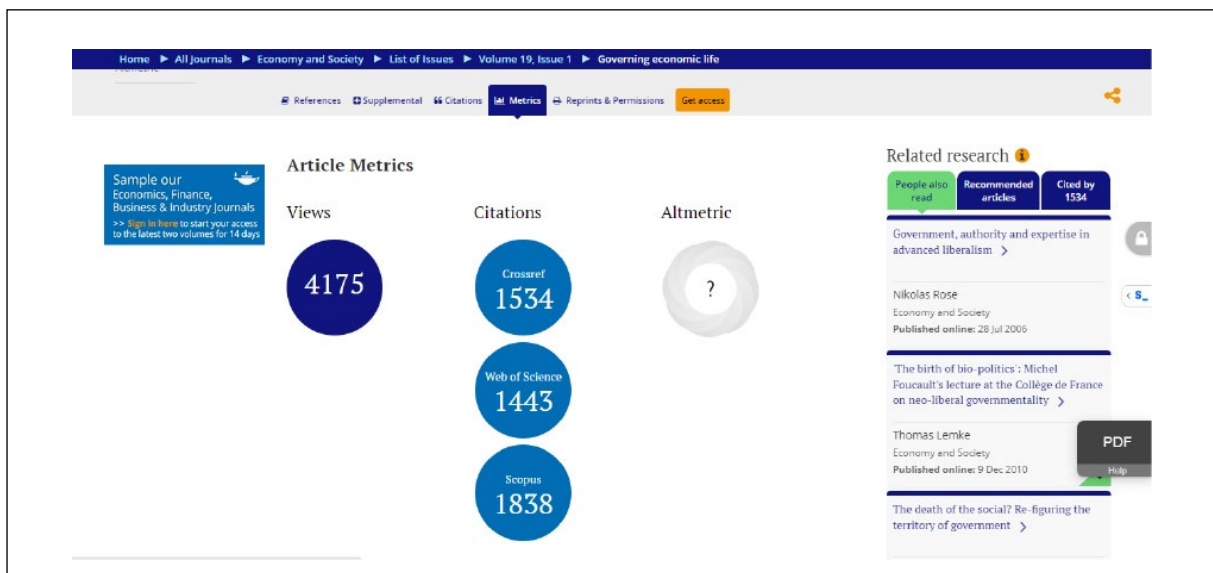 Home ▶ All Journals ▶ Economy and Society ▶ List of Issues ▶ Volume 19, Issue 1 ▶ Governing economic life
References Supplemental Citations Metrics Reprints & Permissions Get access
Sample our
Economics, Finance,
Business & Industry Journals
>> Sign in here to start your access
to the latest two volumes for 14 days
Article Metrics
Views
4175
Citations
Crossref
1534
Web of Science
1443
Scopus
1838
Altmetric
?
Related research
People also
read
Recommended
articles
Cited by
1534
Government, authority and expertise in
advanced liberalism >
Nikolas Rose
Economy and Society
Published online: 28 Jul 2006
'The birth of bio-politics': Michel
Foucault's lecture at the Collège de France
on neo-liberal governmentality >
Thomas Lemke
Economy and Society
Published online: 9 Dec 2010
The death of the social? Re-figuring the
territory of government >
< S_
PDF
Help